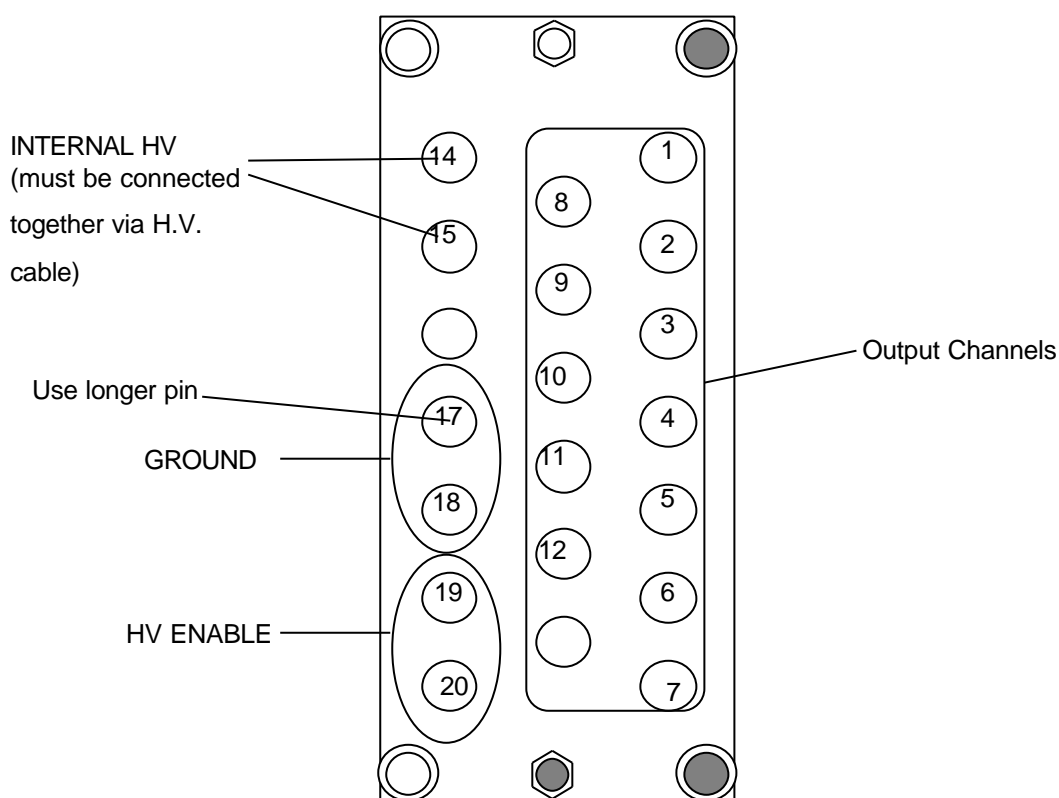 INTERNAL HV
(must be connected
together via H.V.
cable)
Use longer pin
GROUND
HV ENABLE
14
15
17
18
19
20
8
9
10
11
12
1
2
3
4
5
6
7
Output Channels